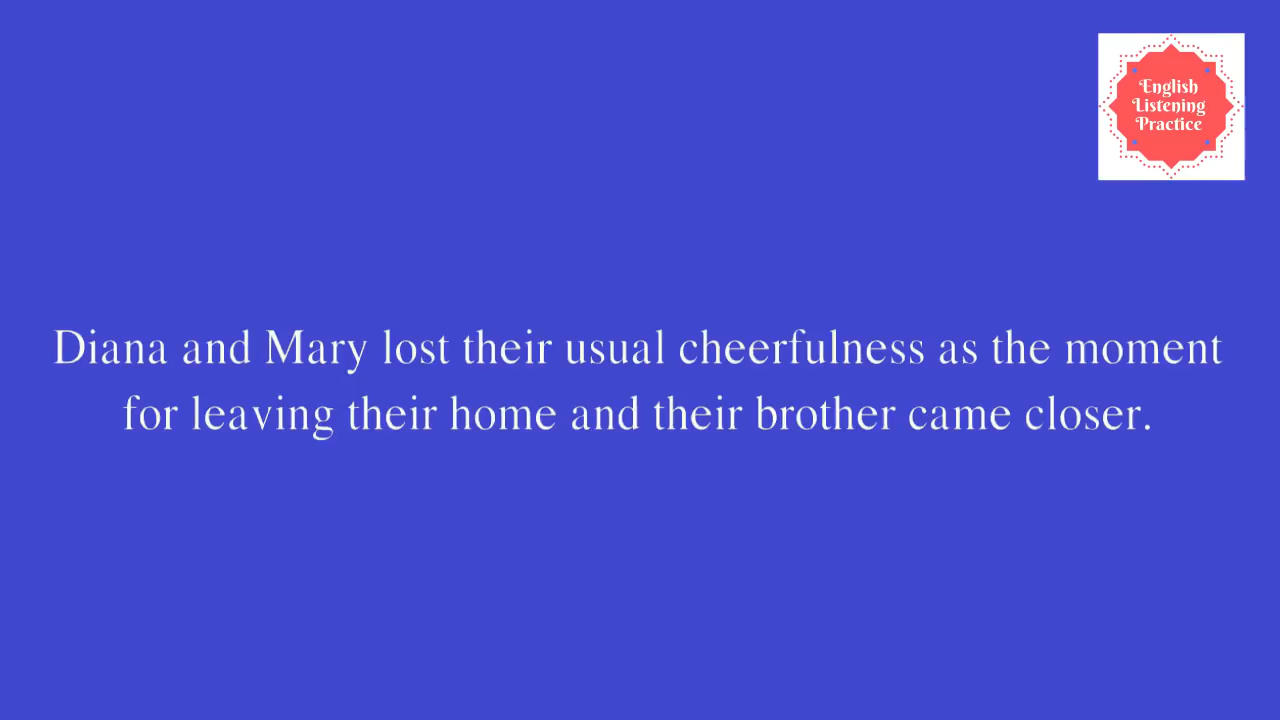 English
Listening
Practice
Diana and Mary lost their usual cheerfulness as the moment
for leaving their home and their brother came closer.